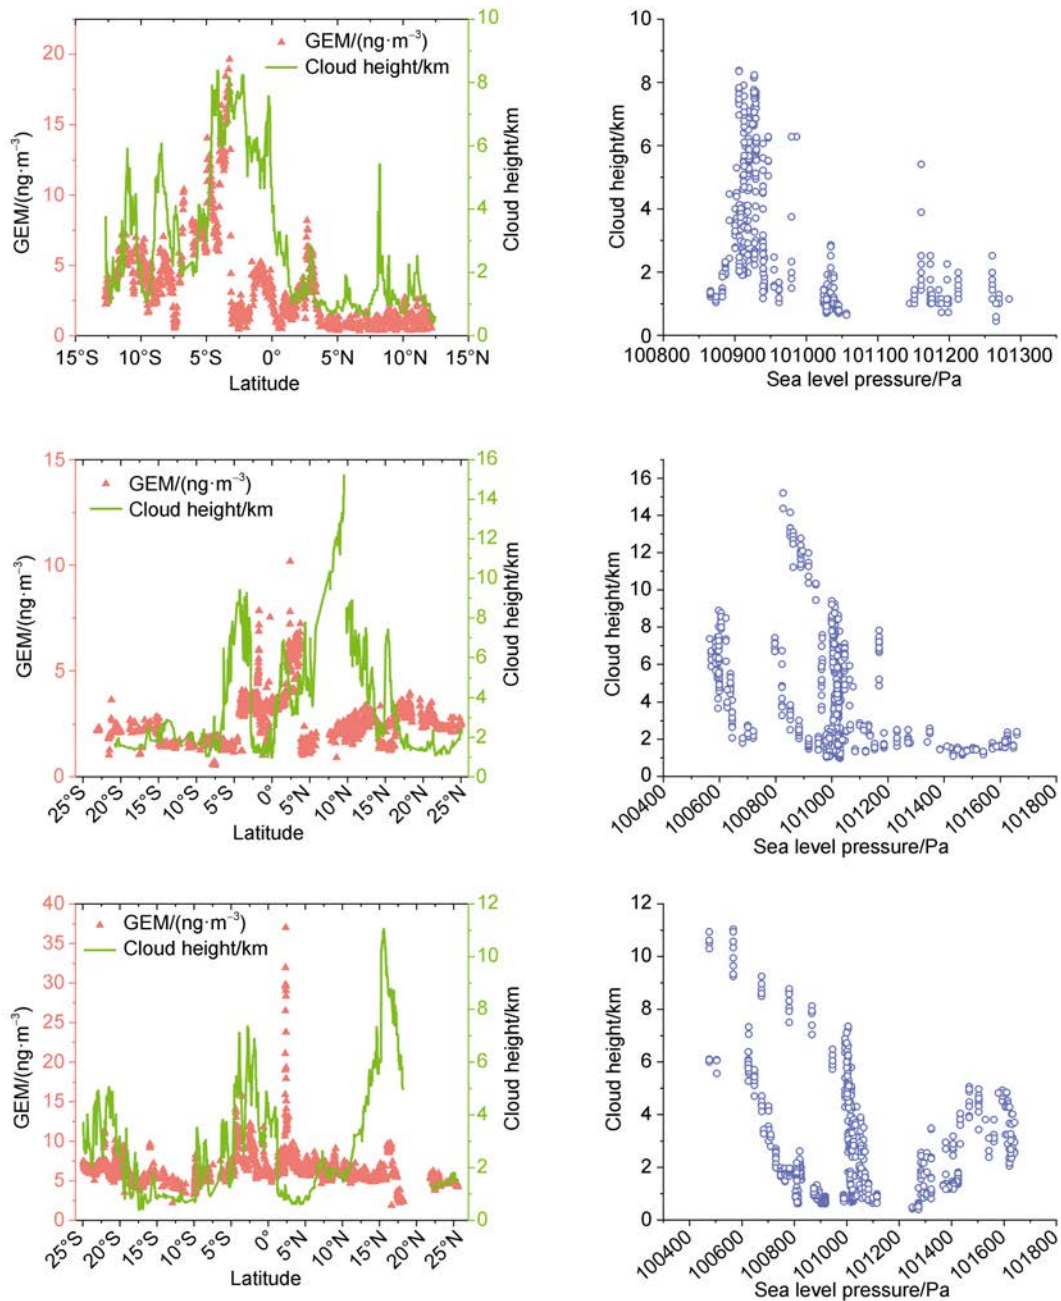 GEM/(ng·m⁻³)
Cloud height/km
20
15
10
5
0
GEM/(ng·m⁻³)
10
8
6
4
2
0
Cloud height/km
15°S 10°S 5°S 0° 5°N 10°N 15°N
Latitude
10
8
6
4
2
0
Cloud height/km
100800 100900 101000 101100 101200 101300
Sea level pressure/Pa
GEM/(ng·m⁻³)
Cloud height/km
15
10
5
0
GEM/(ng·m⁻³)
16
14
12
10
8
6
4
2
0
Cloud height/km
25°S 20°S 15°S 10°S 5°S 0° 5°N 10°N 15°N 20°N 25°N
Latitude
16
14
12
10
8
6
4
2
0
Cloud height/km
100400 100600 100800 101000 101200 101400 101600 101800
Sea level pressure/Pa
GEM/(ng·m⁻³)
Cloud height/km
40
35
30
25
20
15
10
5
0
GEM/(ng·m⁻³)
12
10
8
6
4
2
0
Cloud height/km
25°S 20°S 15°S 10°S 5°S 0° 5°N 10°N 15°N 20°N 25°N
Latitude
12
10
8
6
4
2
0
Cloud height/km
100400 100600 100800 101000 101200 101400 101600 101800
Sea level pressure/Pa